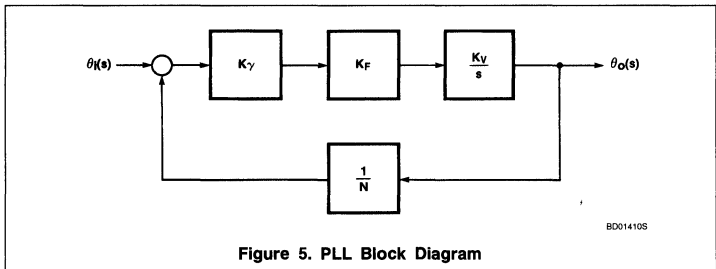 θI(s)
Kγ
KF
KV
s
θO(s)
1
N
BD01410S
Figure 5. PLL Block Diagram